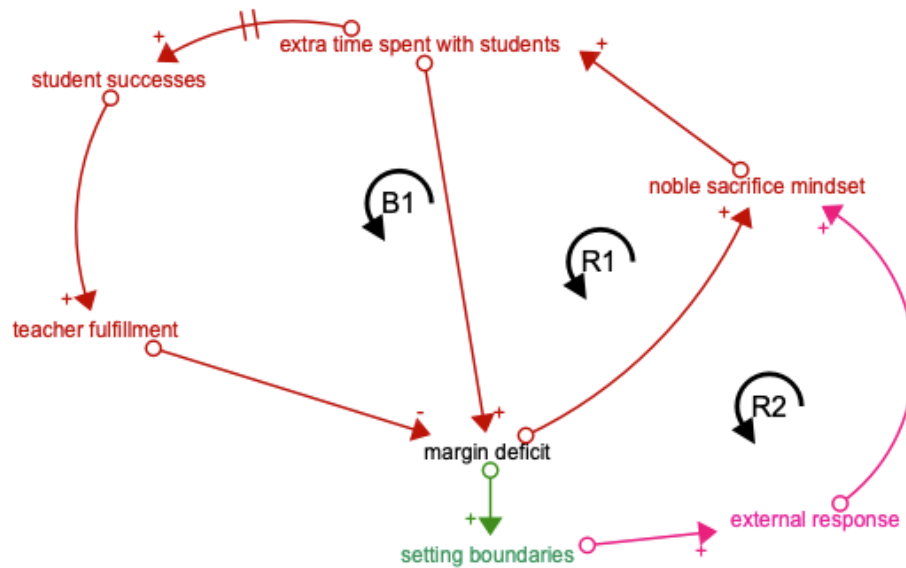 +
extra time spent with students
+
student successes
noble sacrifice mindset
B1
+
+
R1
+
teacher fulfillment
R2
-
+
margin deficit
+
external response
setting boundaries
+